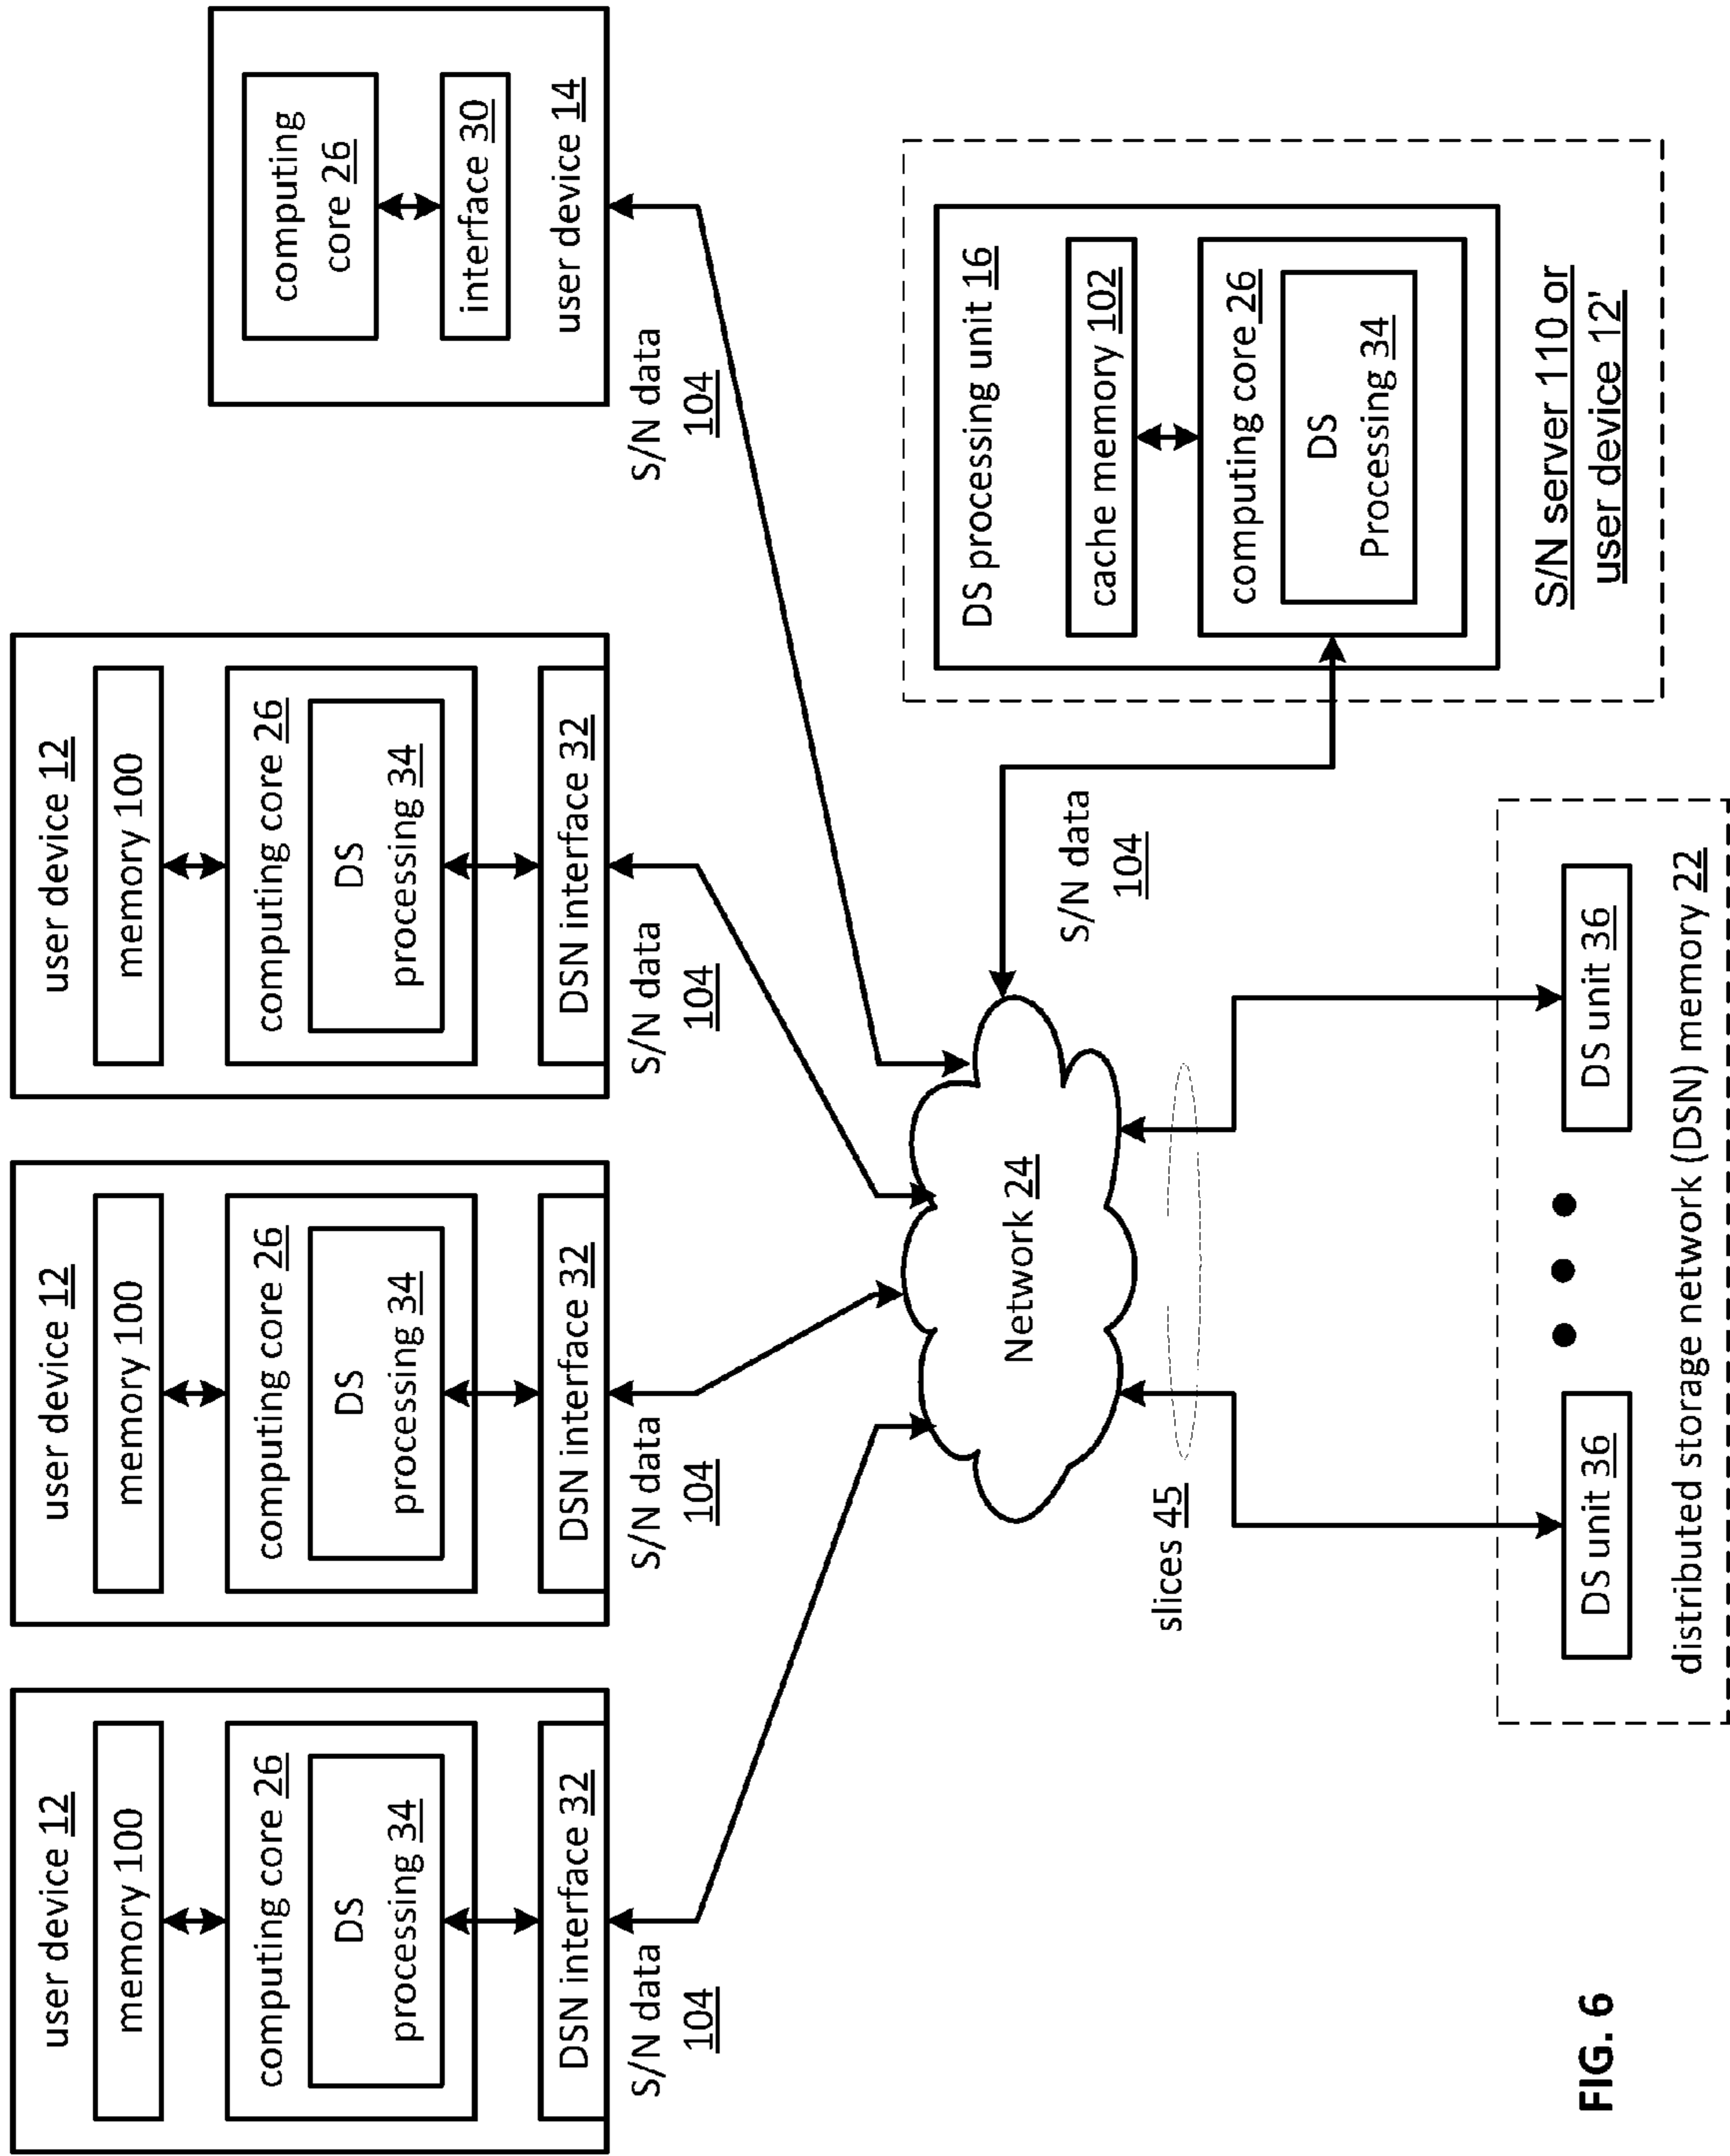 user device 12
memory 100
computing core 26
DS
processing 34
DSN interface 32
S/N data
104
user device 12
memory 100
computing core 26
DS
processing 34
DSN interface 32
S/N data
104
user device 12
memory 100
computing core 26
DS
processing 34
DSN interface 32
S/N data
104
computing
core 26
interface 30
user device 14
S/N data
104
Network 24
S/N data
104
DS processing unit 16
cache memory 102
computing core 26
DS
Processing 34
S/N server 110 or
user device 12'
slices 45
DS unit 36
DS unit 36
distributed storage network (DSN) memory 22
FIG. 6